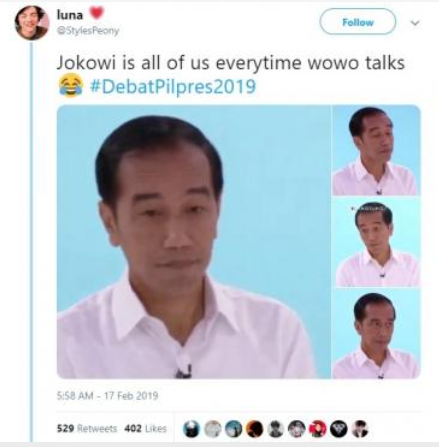 luna
@StylesPeony
Follow
Jokowi is all of us everytime wowo talks
#DebatPilpres2019
5:58 AM - 17 Feb 2019
529 Retweets 402 Likes